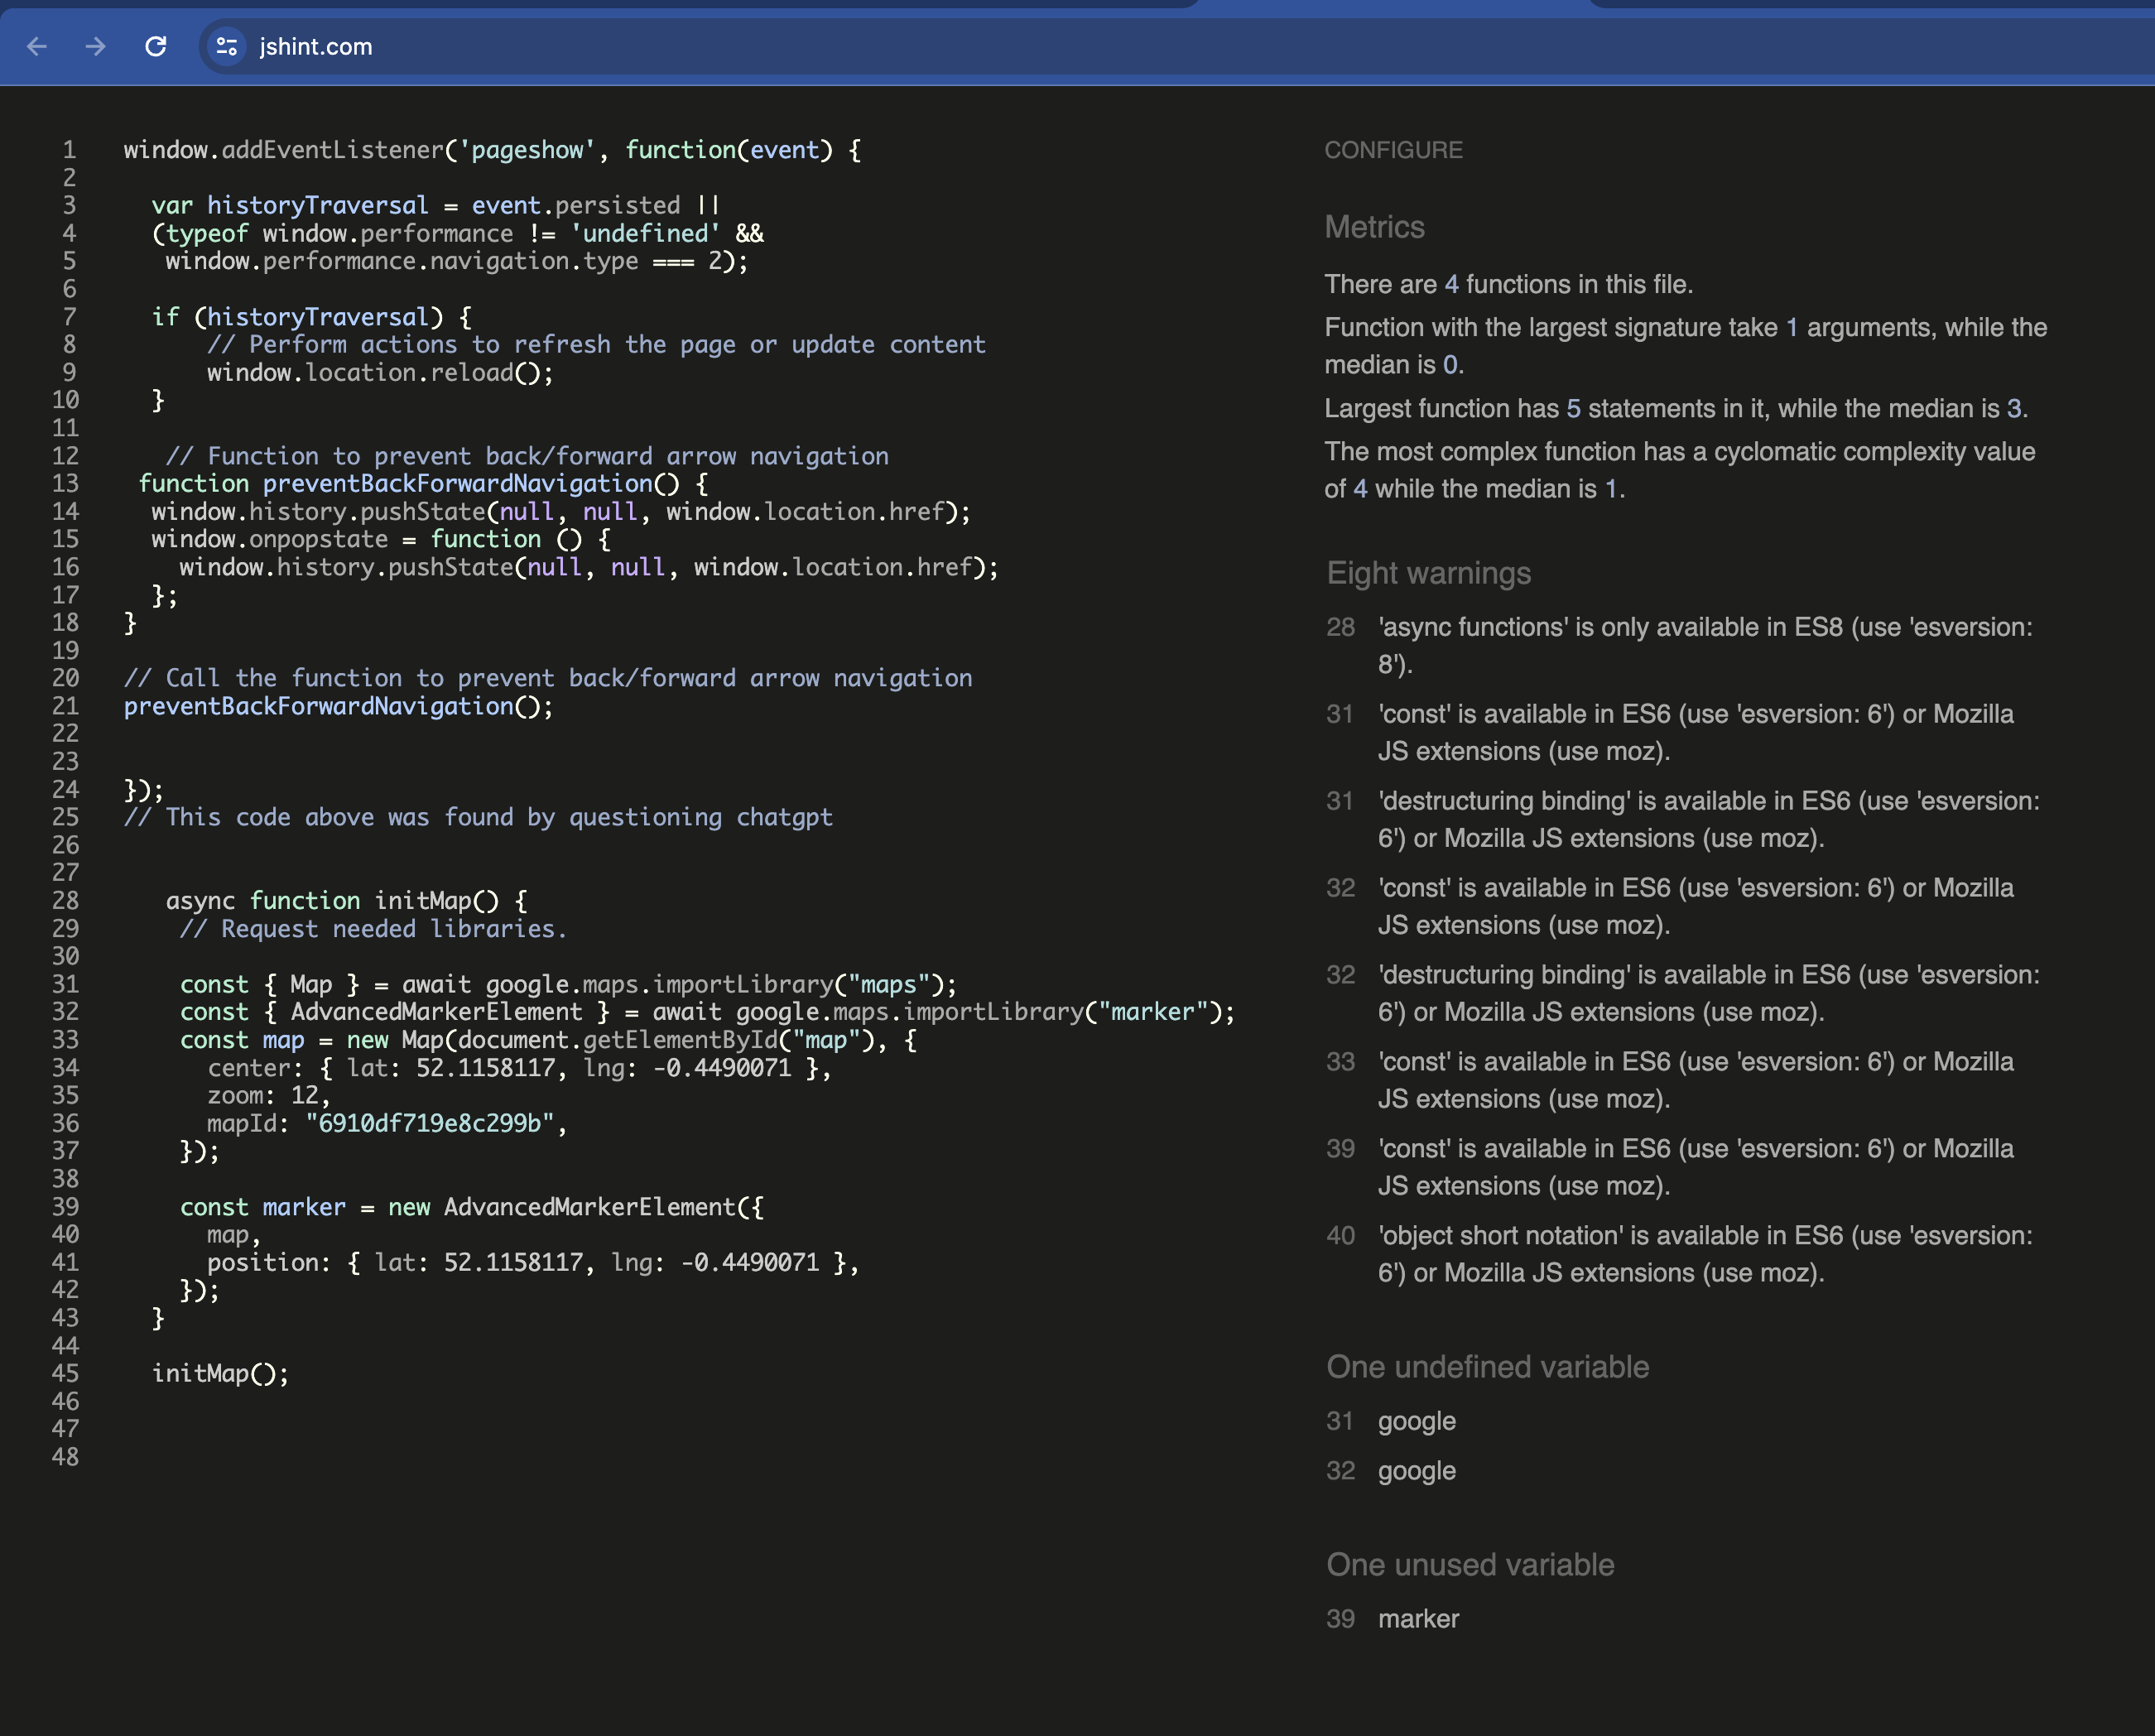 jshint.com
1 window.addEventListener('pageshow', function(event) {
2
3 var historyTraversal = event.persisted ||
4 (typeof window.performance != 'undefined' &&
5 window.performance.navigation.type === 2);
6
7 if (historyTraversal) {
8 // Perform actions to refresh the page or update content
9 window.location.reload();
10 }
11
12 // Function to prevent back/forward arrow navigation
13 function preventBackForwardNavigation() {
14 window.history.pushState(null, null, window.location.href);
15 window.onpopstate = function () {
16 window.history.pushState(null, null, window.location.href);
17 };
18 }
19
20 // Call the function to prevent back/forward arrow navigation
21 preventBackForwardNavigation();
22
23
24 });
25 // This code above was found by questioning chatgpt
26
27
28 async function initMap() {
29 // Request needed libraries.
30
31 const { Map } = await google.maps.importLibrary("maps");
32 const { AdvancedMarkerElement } = await google.maps.importLibrary("marker");
33 const map = new Map(document.getElementById("map"), {
34 center: { lat: 52.1158117, lng: -0.4490071 },
35 zoom: 12,
36 mapId: "6910df719e8c299b",
37 });
38
39 const marker = new AdvancedMarkerElement({
40 map,
41 position: { lat: 52.1158117, lng: -0.4490071 },
42 });
43 }
44
45 initMap();
46
47
48
CONFIGURE
Metrics
There are 4 functions in this file.
Function with the largest signature take 1 arguments, while the
median is 0.
Largest function has 5 statements in it, while the median is 3.
The most complex function has a cyclomatic complexity value
of 4 while the median is 1.
Eight warnings
28 'async functions' is only available in ES8 (use 'esversion:
8').
31 'const' is available in ES6 (use 'esversion: 6') or Mozilla
JS extensions (use moz).
31 'destructuring binding' is available in ES6 (use 'esversion:
6') or Mozilla JS extensions (use moz).
32 'const' is available in ES6 (use 'esversion: 6') or Mozilla
JS extensions (use moz).
32 'destructuring binding' is available in ES6 (use 'esversion:
6') or Mozilla JS extensions (use moz).
33 'const' is available in ES6 (use 'esversion: 6') or Mozilla
JS extensions (use moz).
39 'const' is available in ES6 (use 'esversion: 6') or Mozilla
JS extensions (use moz).
40 'object short notation' is available in ES6 (use 'esversion:
6') or Mozilla JS extensions (use moz).
One undefined variable
31 google
32 google
One unused variable
39 marker